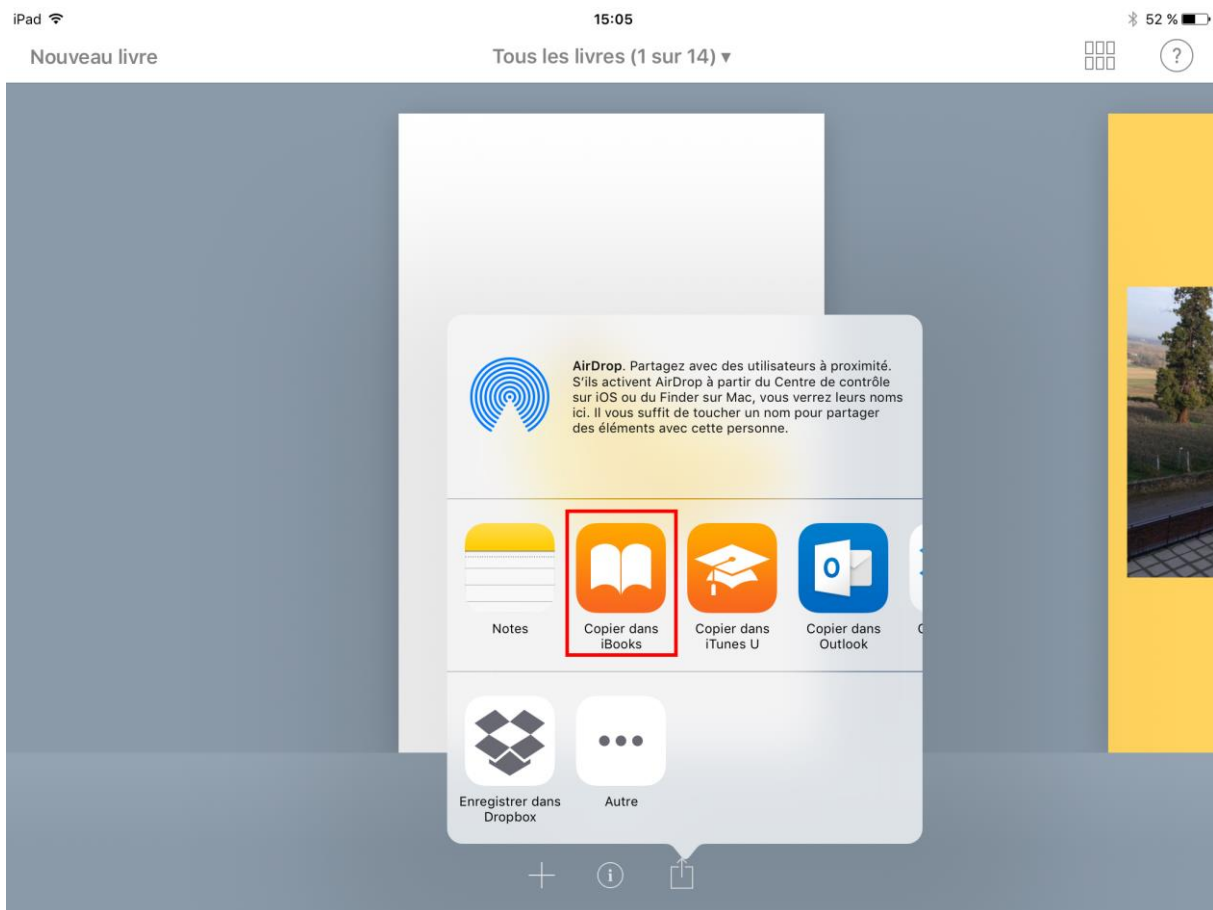 iPad 15:05 52 %
Nouveau livre Tous les livres (1 sur 14) ▾ ?
AirDrop. Partagez avec des utilisateurs à proximité.
S'ils activent AirDrop à partir du Centre de contrôle
sur iOS ou du Finder sur Mac, vous verrez leurs noms
ici. Il vous suffit de toucher un nom pour partager
des éléments avec cette personne.
Notes
Copier dans
iBooks
Copier dans
iTunes U
Copier dans
Outlook
Enregistrer dans
Dropbox
Autre